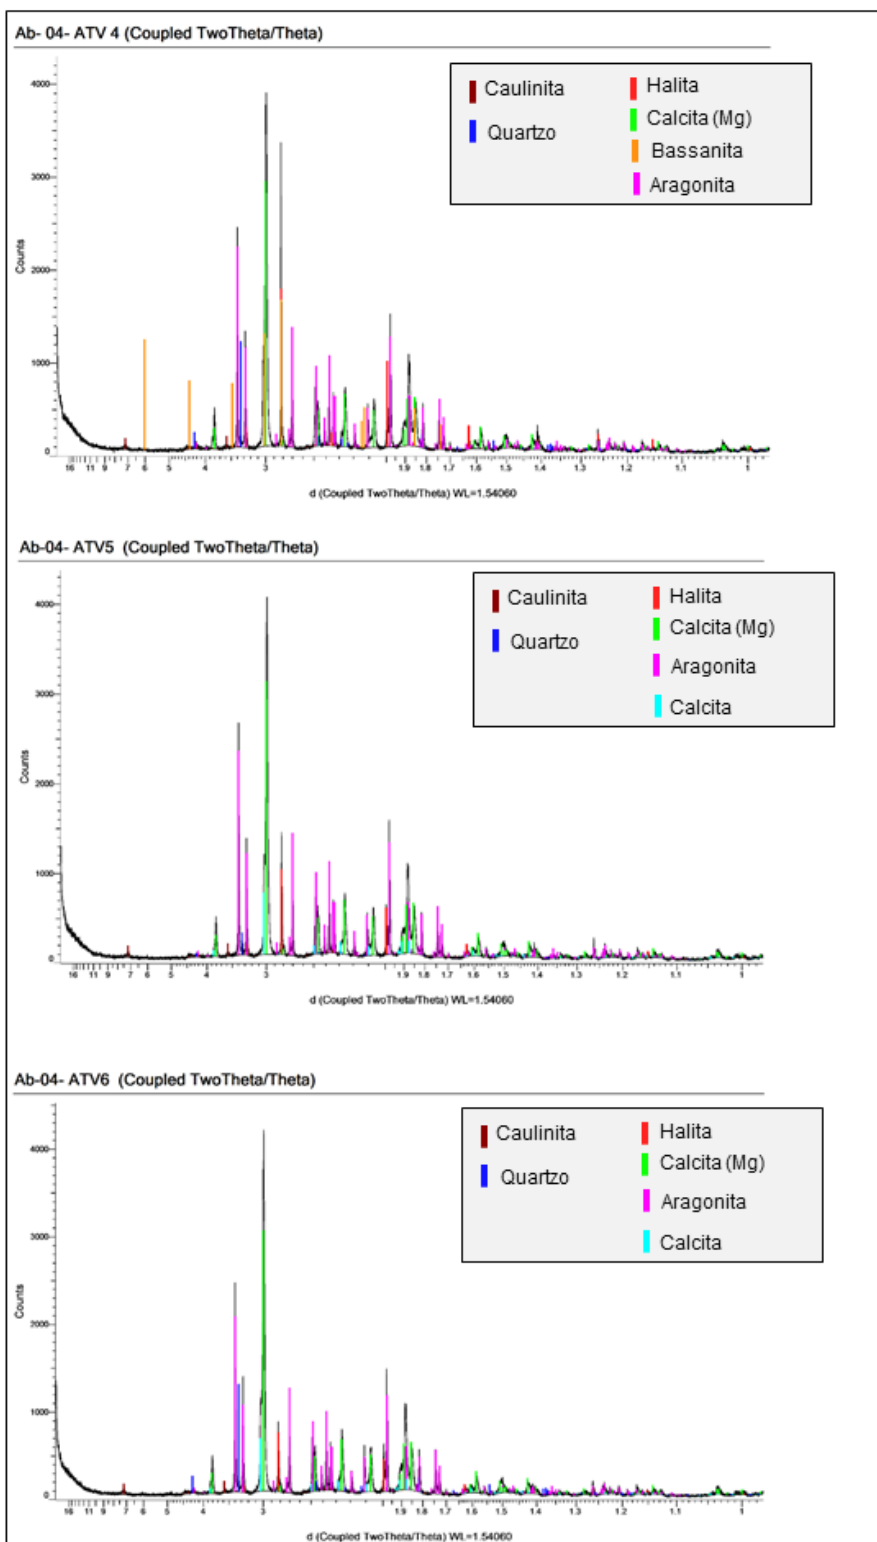 Ab- 04- ATV 4 (Coupled TwoTheta/Theta)
Caulinita
Quartzo
Halita
Calcita (Mg)
Bassanita
Aragonita
4000
3000
2000
1000
0
Counts
16 11 9 7 6 5 4 3 1.9 1.8 1.7 1.6 1.5 1.4 1.3 1.2 1.1 1
d (Coupled TwoTheta/Theta) WL=1.54060
Ab-04- ATV5 (Coupled TwoTheta/Theta)
Caulinita
Quartzo
Halita
Calcita (Mg)
Aragonita
Calcita
4000
3000
2000
1000
0
Counts
16 11 9 7 6 5 4 3 1.9 1.8 1.7 1.6 1.5 1.4 1.3 1.2 1.1 1
d (Coupled TwoTheta/Theta) WL=1.54060
Ab-04- ATV6 (Coupled TwoTheta/Theta)
Caulinita
Quartzo
Halita
Calcita (Mg)
Aragonita
Calcita
4000
3000
2000
1000
0
Counts
16 11 9 7 6 5 4 3 1.9 1.8 1.7 1.6 1.5 1.4 1.3 1.2 1.1 1
d (Coupled TwoTheta/Theta) WL=1.54060